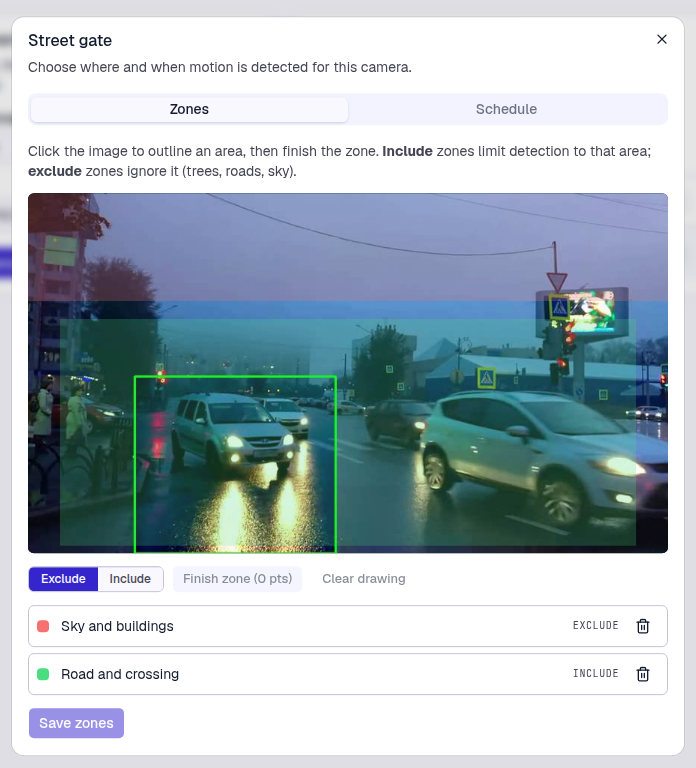 Street gate
Choose where and when motion is detected for this camera.
Zones
Schedule
Click the image to outline an area, then finish the zone. Include zones limit detection to that area;
exclude zones ignore it (trees, roads, sky).
Exclude
Include
Finish zone (0 pts)
Clear drawing
Sky and buildings
EXCLUDE
Road and crossing
INCLUDE
Save zones